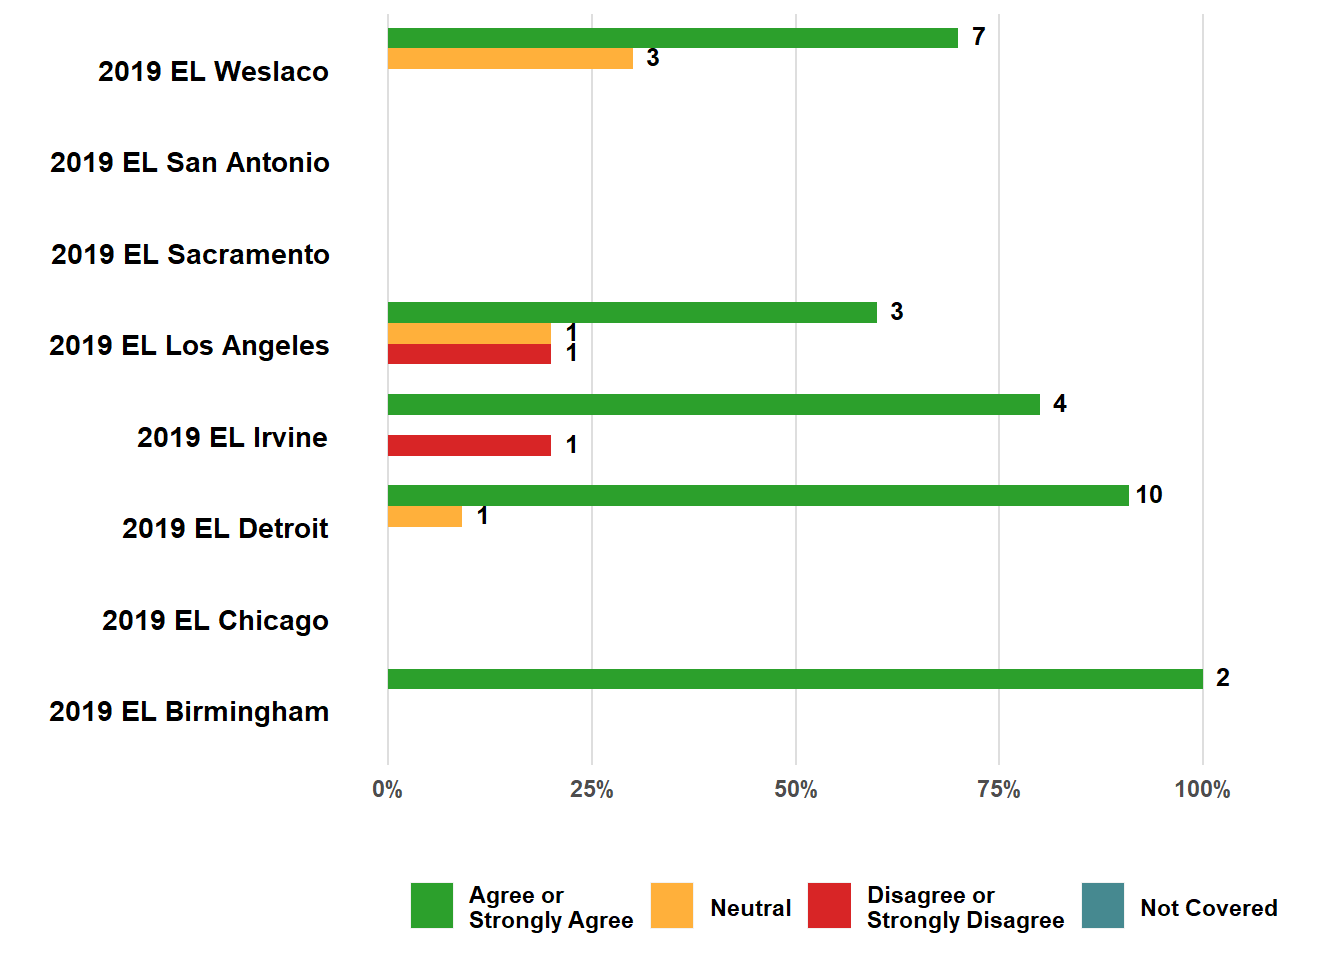 7
3
2019 EL Weslaco
2019 EL San Antonio
2019 EL Sacramento
3
1
1
2019 EL Los Angeles
4
2019 EL Irvine
1
10
1
2019 EL Detroit
2019 EL Chicago
2
2019 EL Birmingham
0% 25% 50% 75% 100%
Agree or
Strongly Agree
Neutral
Disagree or
Strongly Disagree
Not Covered